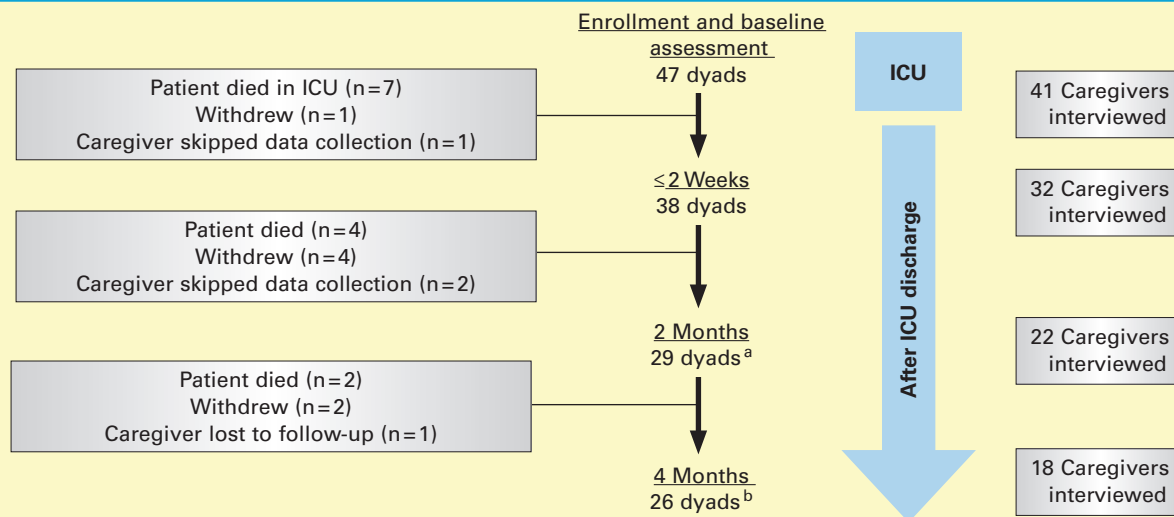 Enrollment and baseline
assessment
47 dyads
ICU
Patient died in ICU (n=7)
Withdrew (n=1)
Caregiver skipped data collection (n=1)
41 Caregivers
interviewed
≤2 Weeks
38 dyads
32 Caregivers
interviewed
Patient died (n=4)
Withdrew (n=4)
Caregiver skipped data collection (n=2)
After ICU discharge
2 Months
29 dyads a
22 Caregivers
interviewed
Patient died (n=2)
Withdrew (n=2)
Caregiver lost to follow-up (n=1)
4 Months
26 dyads b
18 Caregivers
interviewed